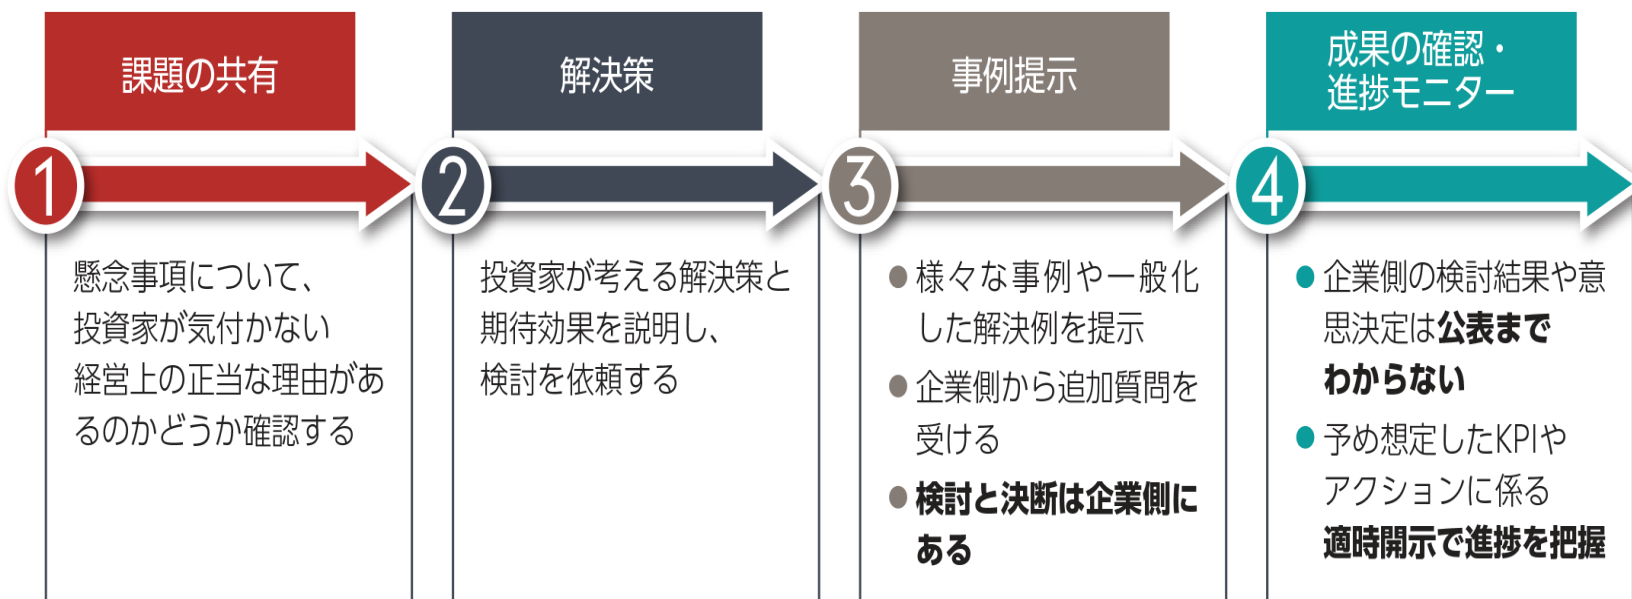 課題の共有
1
懸念事項について、
投資家が気付かない
経営上の正当な理由があ
るのかどうか確認する
解決策
2
投資家が考える解決策と
期待効果を説明し、
検討を依頼する
事例提示
3
● 様々な事例や一般化
した解決例を提示
● 企業側から追加質問を
受ける
● 検討と決断は企業側に
ある
成果の確認・
進捗モニター
4
● 企業側の検討結果や意
思決定は公表まで
わからない
● 予め想定したKPIや
アクションに係る
適時開示で進捗を把握